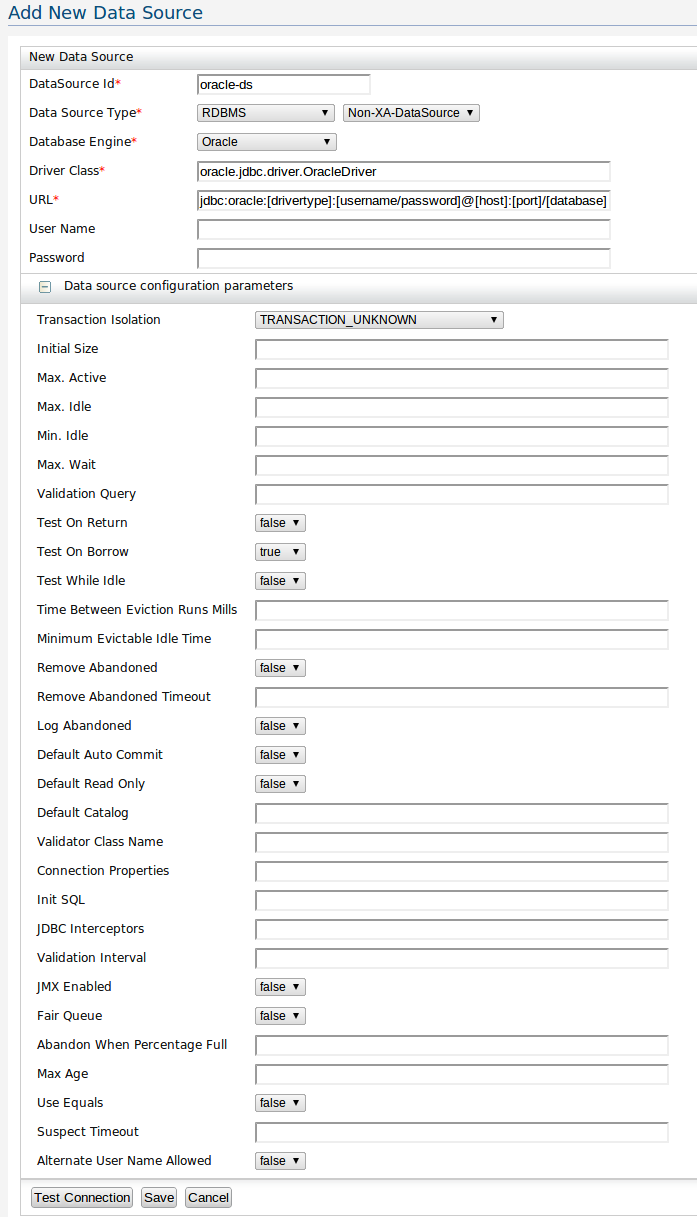 Add New Data Source
New Data Source
DataSource Id* oracle-ds
Data Source Type* RDBMS Non-XA-DataSource
Database Engine* Oracle
Driver Class* oracle.jdbc.driver.OracleDriver
URL* jdbc:oracle:[drivertype]:[username/password]@[host]:[port]/[database]
User Name
Password
Data source configuration parameters
Transaction Isolation TRANSACTION_UNKNOWN
Initial Size
Max. Active
Max. Idle
Min. Idle
Max. Wait
Validation Query
Test On Return false
Test On Borrow true
Test While Idle false
Time Between Eviction Runs Mills
Minimum Evictable Idle Time
Remove Abandoned false
Remove Abandoned Timeout
Log Abandoned false
Default Auto Commit false
Default Read Only false
Default Catalog
Validator Class Name
Connection Properties
Init SQL
JDBC Interceptors
Validation Interval
JMX Enabled false
Fair Queue false
Abandon When Percentage Full
Max Age
Use Equals false
Suspect Timeout
Alternate User Name Allowed false
Test Connection Save Cancel